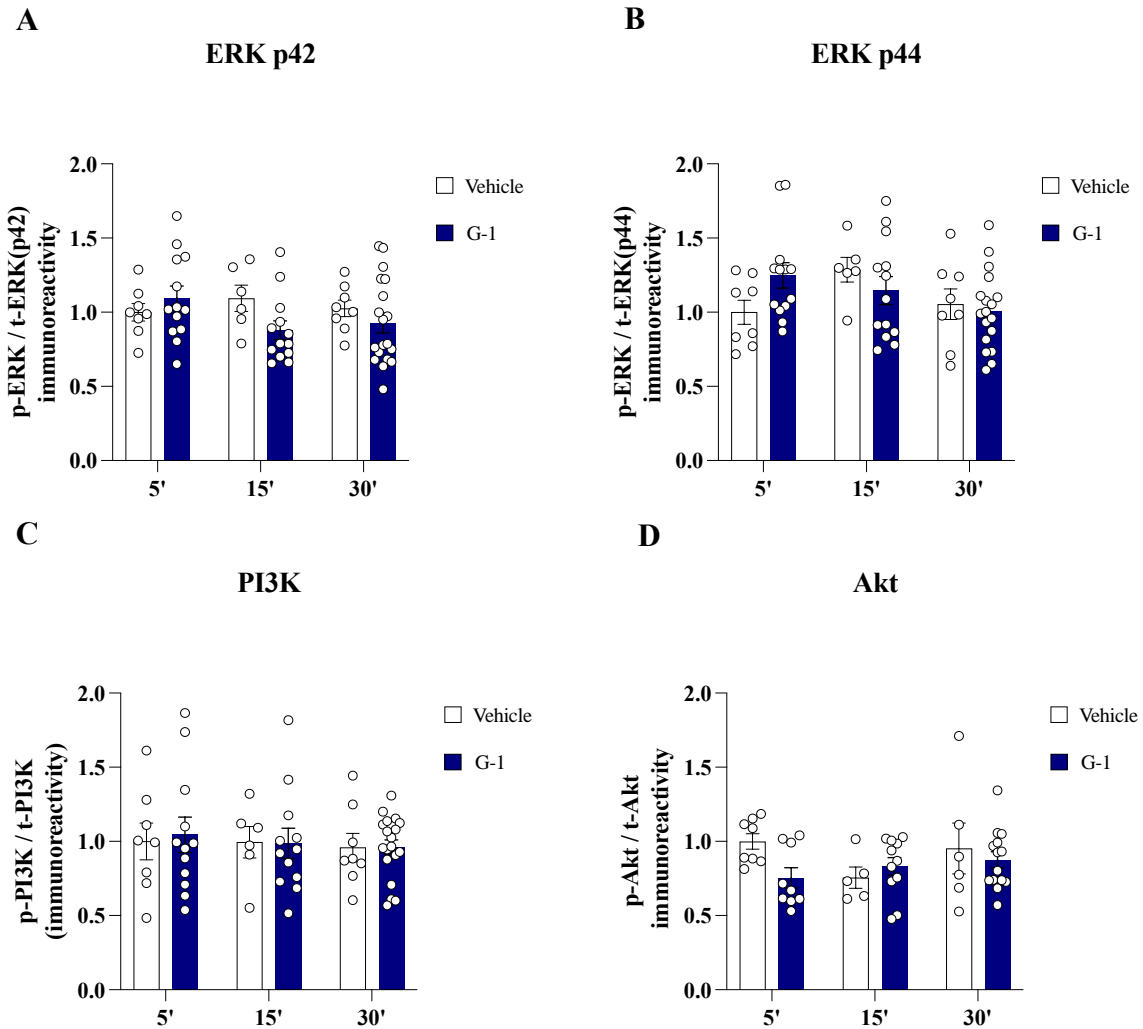 A
ERK p42
p-ERK / t-ERK(p42)
immunoreactivity
2.0
1.5
1.0
0.5
0.0
5'
15'
30'
Vehicle
G-1
B
ERK p44
p-ERK / t-ERK(p44)
immunoreactivity
2.0
1.5
1.0
0.5
0.0
5'
15'
30'
Vehicle
G-1
C
PI3K
p-PI3K / t-PI3K
(immunoreactivity)
2.0
1.5
1.0
0.5
0.0
5'
15'
30'
Vehicle
G-1
D
Akt
p-Akt / t-Akt
immunoreactivity
2.0
1.5
1.0
0.5
0.0
5'
15'
30'
Vehicle
G-1